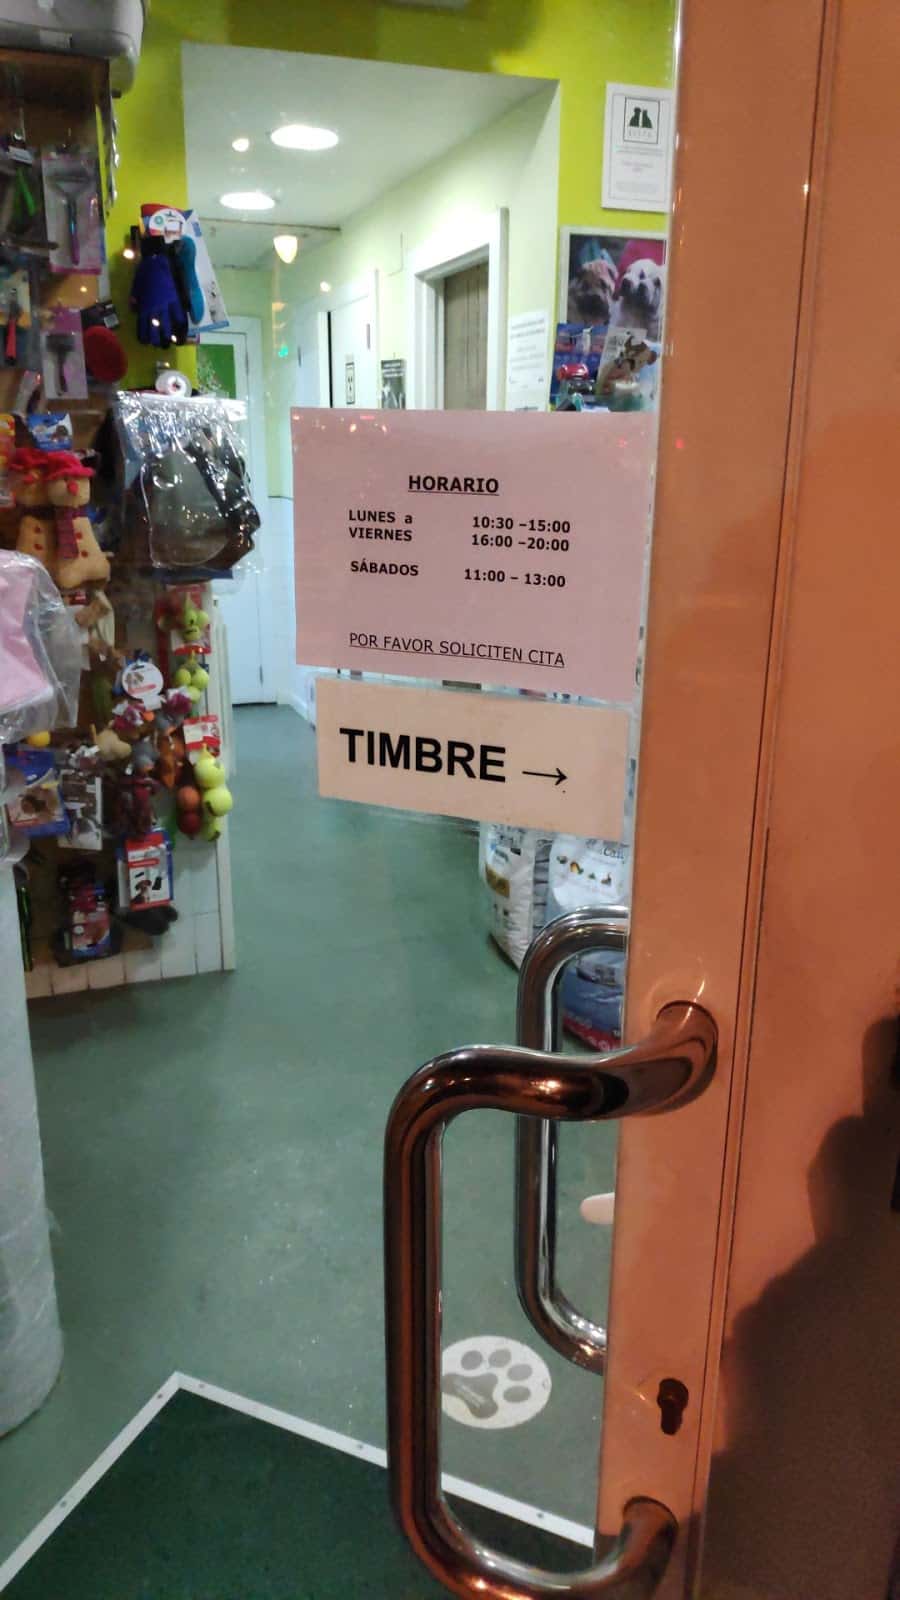 HORARIO
LUNES a 10:30 –15:00
VIERNES 16:00 –20:00
SÁBADOS 11:00 – 13:00
POR FAVOR SOLICITEN CITA
TIMBRE →